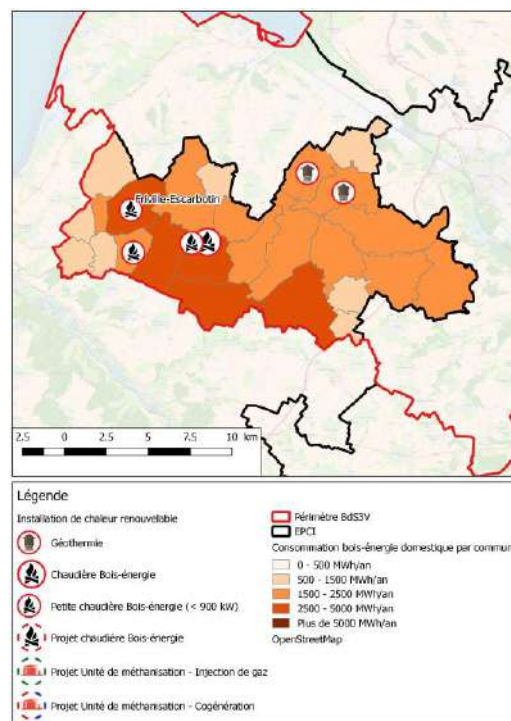 Friville-Escarbotin
2.5 0 2.5 5 7.5 10 km
Légende
Installation de chaleur renouvelable
Géothermie
Chaudière Bois-énergie
Petite chaudière Bois-énergie (< 900 kW)
Projet chaudière Bois-énergie
Projet Unité de méthanisation - Injection de gaz
Projet Unité de méthanisation - Cogénération
Périmètre BdS3V
EPCI
Consommation bois-énergie domestique par commun
0 - 500 MWh/an
500 - 1500 MWh/an
1500 - 2500 MWh/an
2500 - 5000 MWh/an
Plus de 5000 MWh/an
OpenStreetMap